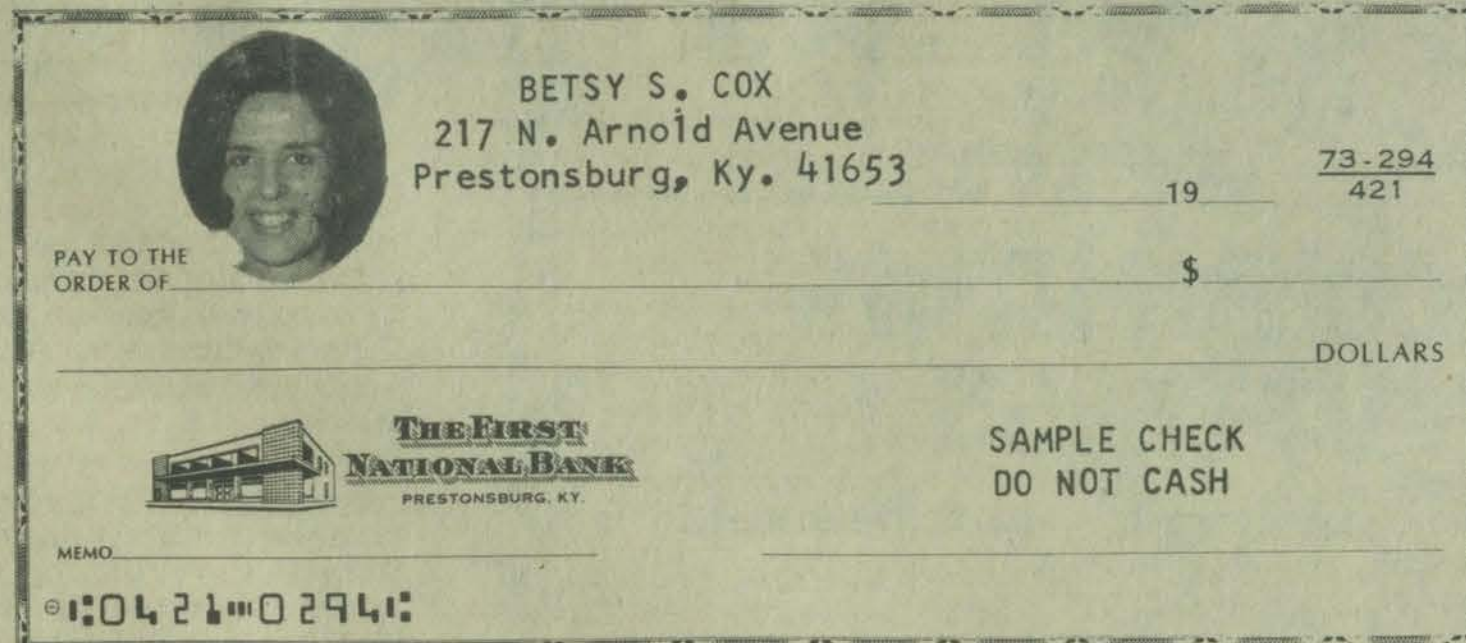 BETSY S. COX
217 N. Arnold Avenue
Prestonsburg, Ky. 41653
19
73-294
421
PAY TO THE
ORDER OF
$
DOLLARS
THE FIRST
NATIONAL BANK
PRESTONSBURG, KY.
SAMPLE CHECK
DO NOT CASH
MEMO
⑆0421⑉0294⑆